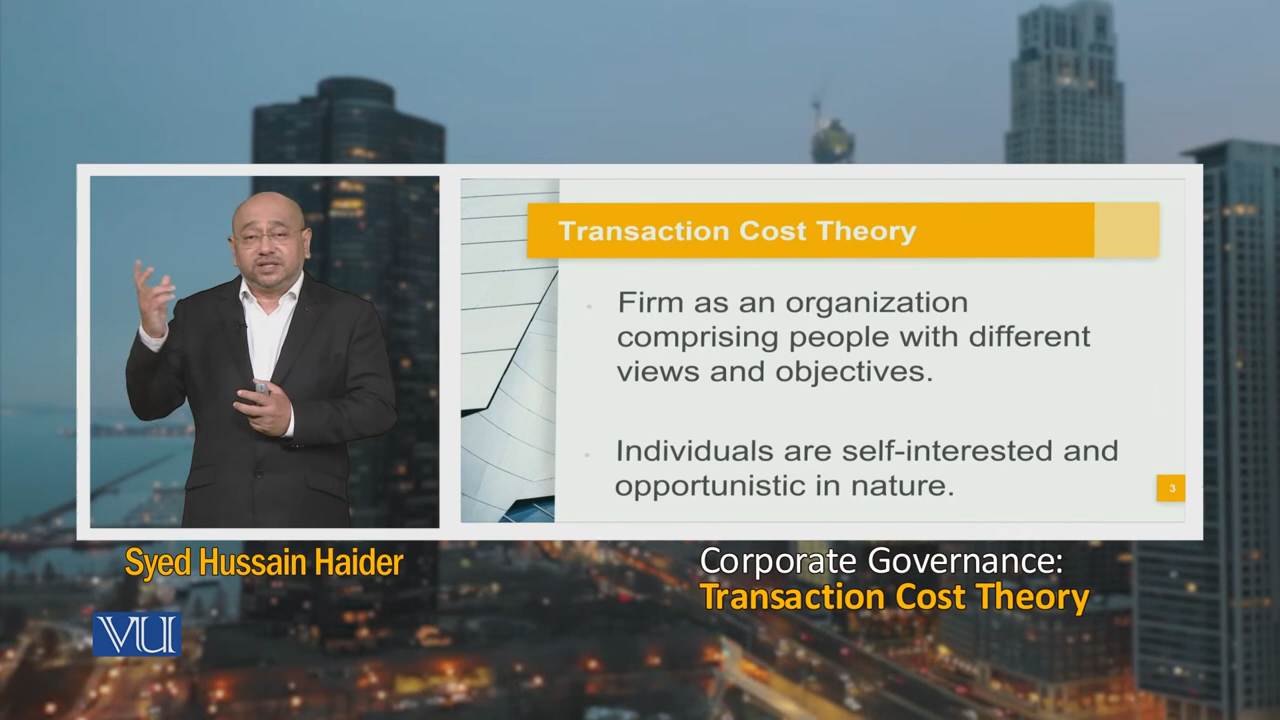 Transaction Cost Theory
Firm as an organization
comprising people with different
views and objectives.
Individuals are self-interested and
opportunistic in nature.
3
Syed Hussain Haider
Corporate Governance:
Transaction Cost Theory
VU